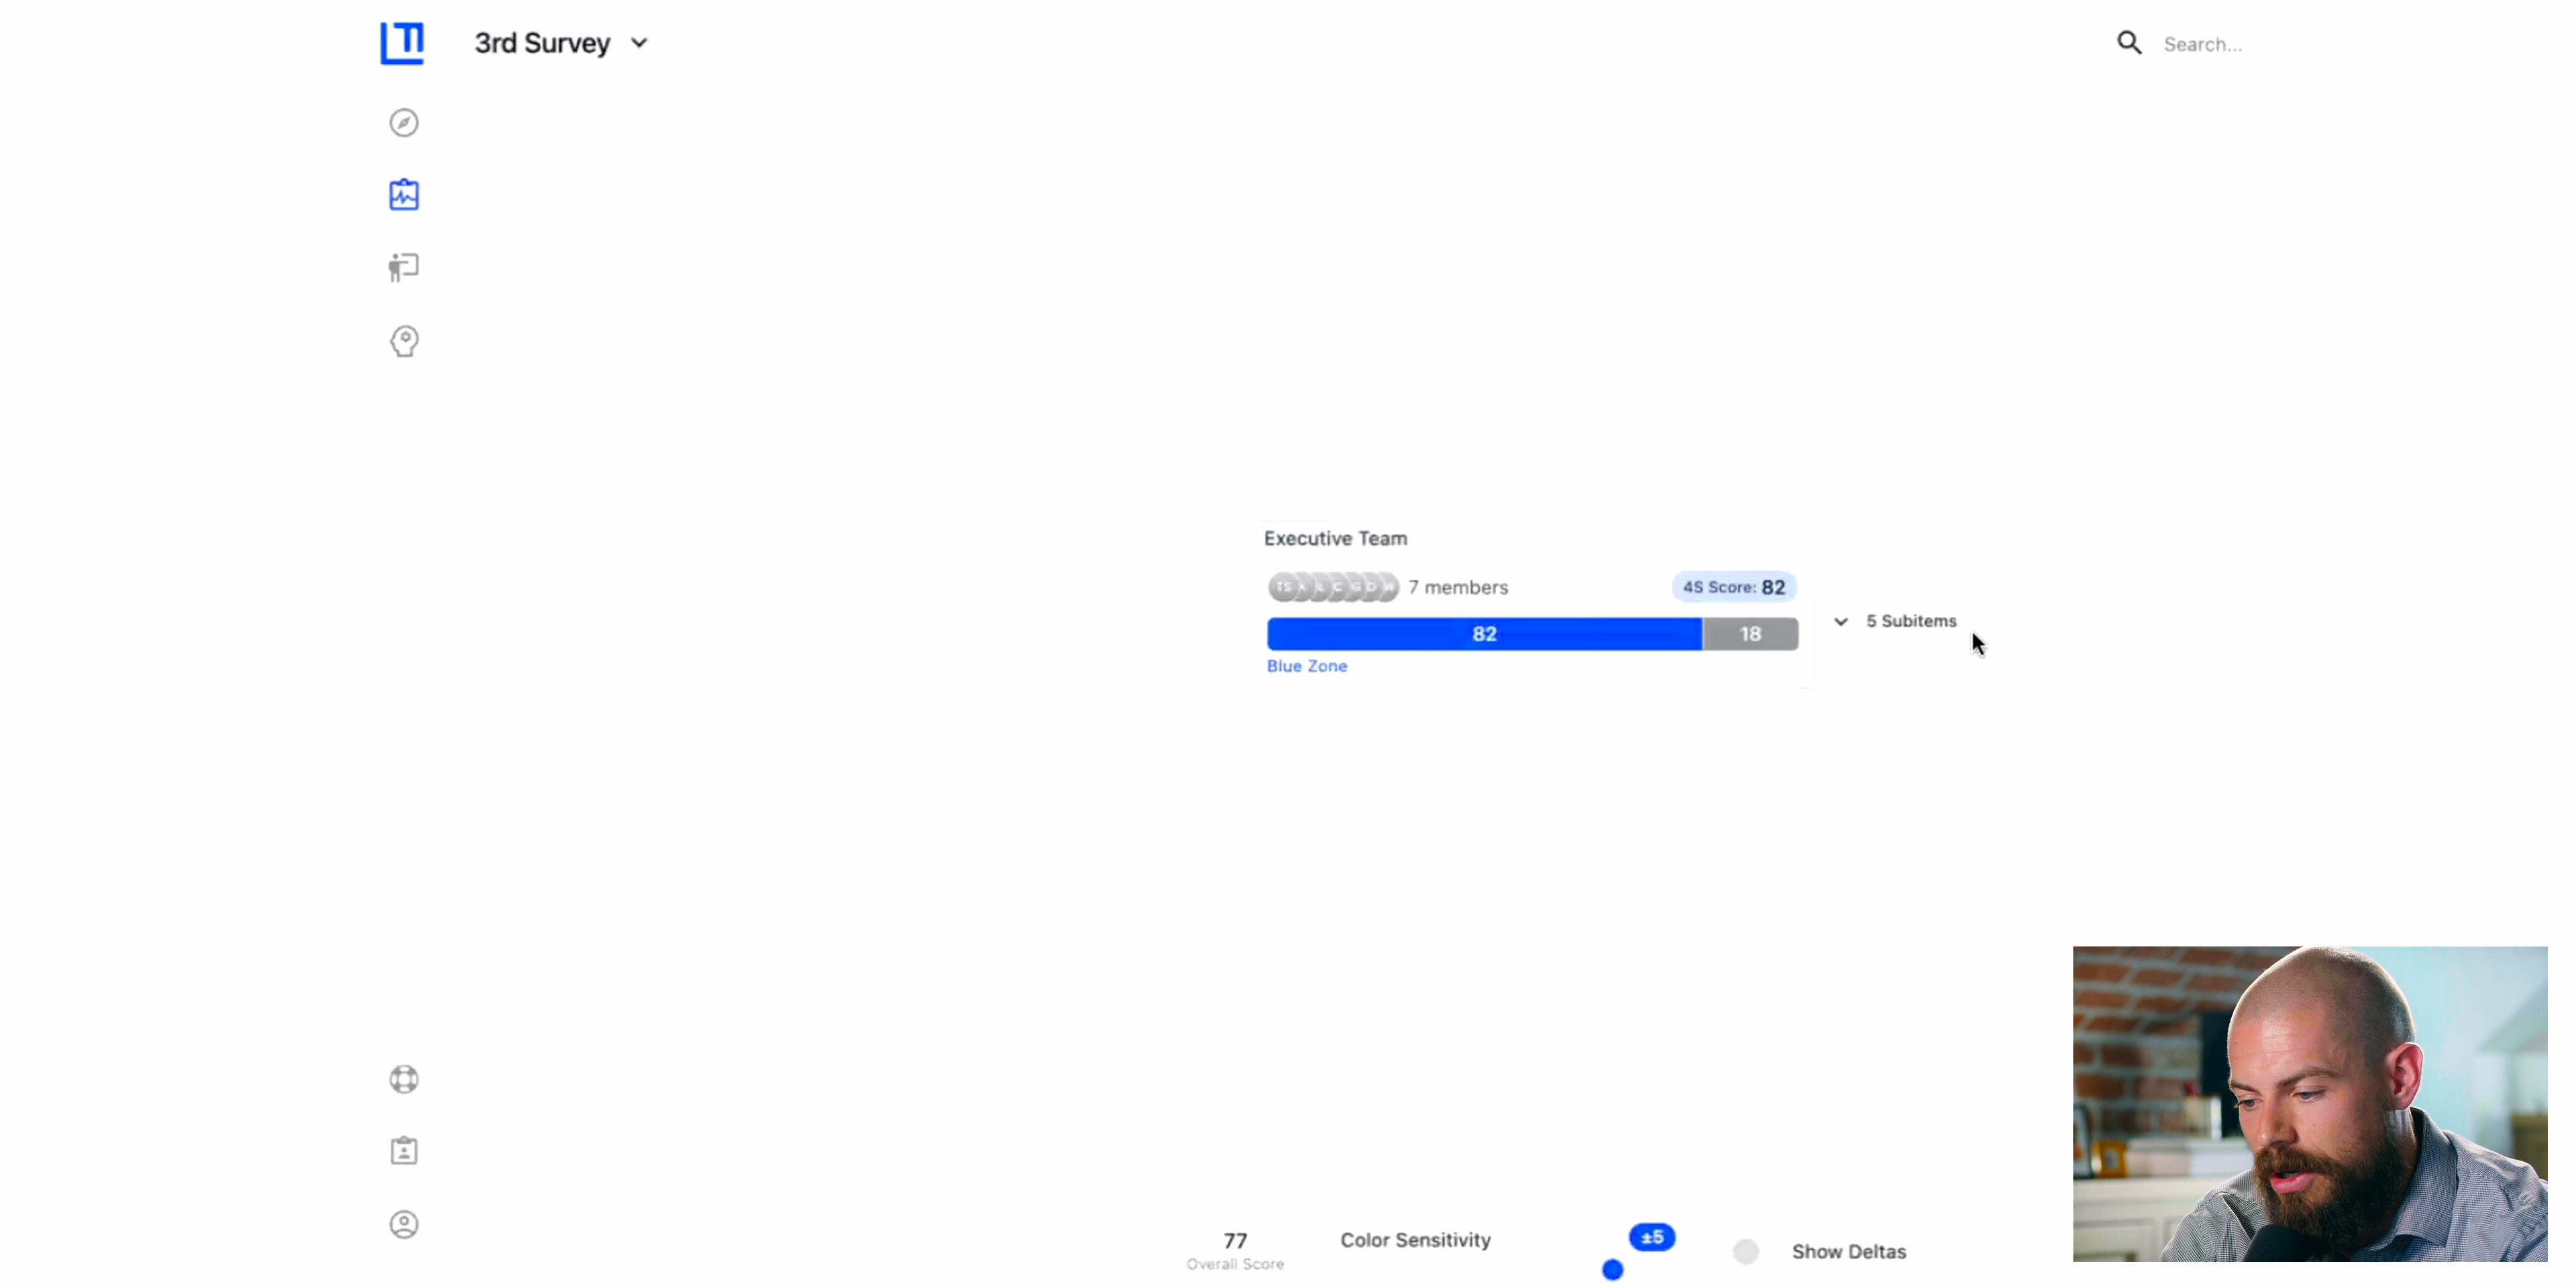 3rd Survey
Search...
Executive Team
7 members
4S Score: 82
82
18
5 Subitems
Blue Zone
77
Overall Score
Color Sensitivity
±5
Show Deltas